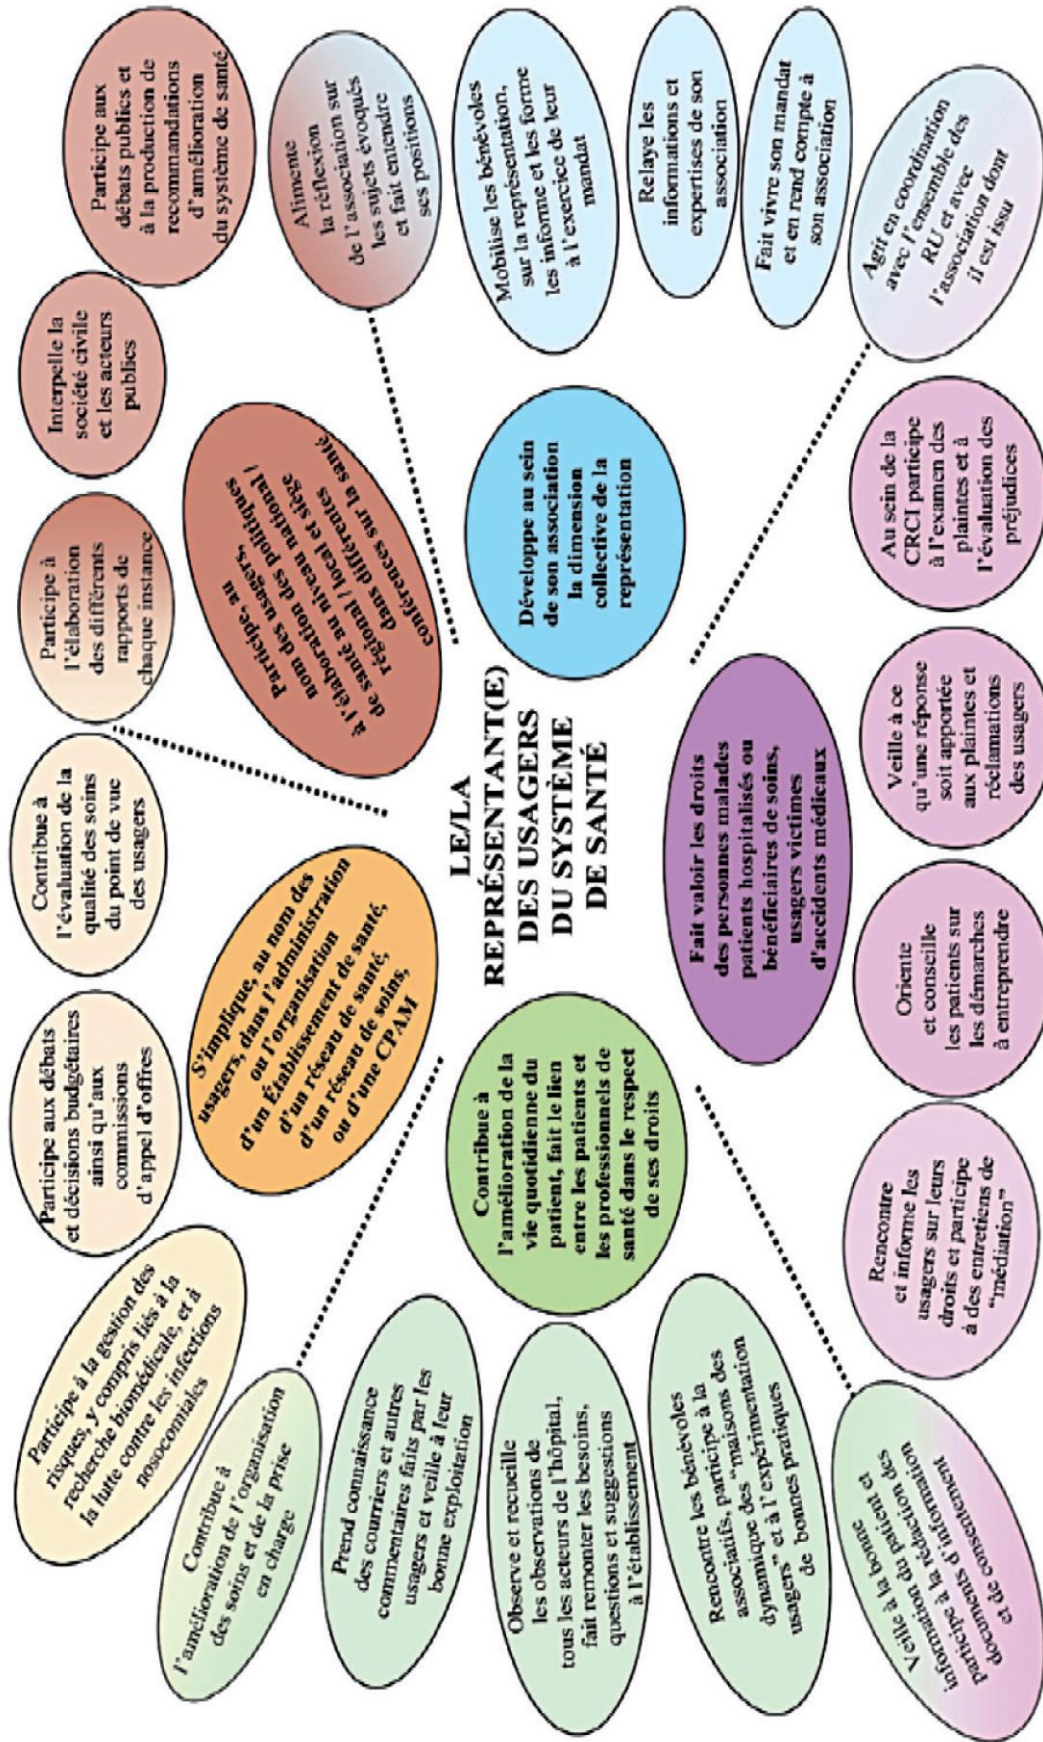 Participe à la gestion des
risques, y compris liés à la
recherche biomédicale, et à
la lutte contre les infections
nosocomiales
Participe aux débats
et décisions budgétaires
ainsi qu'aux
commissions
d'appel d'offres
Contribue à
l'évaluation de la
qualité des soins
du point de vue
des usagers
Participe à
l'élaboration
des différents
rapports de
chaque instance
Interpelle la
société civile
et les acteurs
publics
Participe aux
débats publics et
à la production de
recommandations
d'amélioration
du système de santé
Contribue à
l'amélioration de l'organisation
des soins et de la prise
en charge
S'implique, au nom des
usagers, dans l'administration
ou l'organisation
d'un Établissement de santé,
d'un réseau de santé,
d'un réseau de soins,
ou d'une CPAM
Participe, au
nom des usagers,
à l'élaboration des politiques
de santé au niveau national /
régional / local et siège
dans différentes
conférences sur la santé
Alimente
la réflexion sur
de l'association sur
les sujets évoqués
et fait entendre
ses positions
Prend connaissance
des courriers et autres
commentaires faits par les
usagers et veille à leur
bonne exploitation
Observe et recueille
les observations de
tous les acteurs de l'hôpital,
fait remonter les besoins,
questions et suggestions
à l'établissement
Rencontre les bénévoles
associatifs, participe à la
dynamique des "maisons des
usagers" et à l'expérimentation
de bonnes pratiques
Contribue à
l'amélioration de la
vie quotidienne du
patient, fait le lien
entre les patients et
les professionnels de
santé dans le respect
de ses droits
LE/LA
REPRÉSENTANT(E)
DES USAGERS
DU SYSTÈME
DE SANTÉ
Développe au sein
de son association
la dimension
collective de la
représentation
Mobilise les bénévoles
sur la représentation,
les informe et les forme
à l'exercice de leur
mandat
Relaye les
informations et
expertises de son
association
Fait vivre son mandat
et en rend compte à
son association
Fait valoir les droits
des personnes malades
patients hospitalisés ou
bénéficiaires de soins,
usagers victimes
d'accidents médicaux
Veille à la bonne
information du patient et
participe à la rédaction des
documents d'information
et de consentement
Rencontre
et informe les
usagers sur leurs
droits et participe
à des entretiens de
“médiation”
Oriente
et conseille
les patients sur
les démarches
à entreprendre
Veille à ce
qu'une réponse
soit apportée
aux plaintes et
réclamations
des usagers
Au sein de la
CRCI participe
à l'examen des
plaintes et à
l'évaluation des
préjudices
Agit en coordination
avec l'ensemble des
RU et avec
l'association dont
il est issu